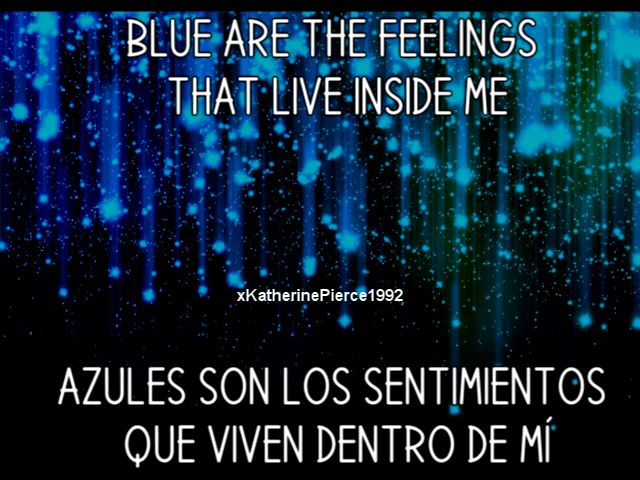 BLUE ARE THE FEELINGS
THAT LIVE INSIDE ME
xKatherinePierce1992
AZULES SON LOS SENTIMIENTOS
QUE VIVEN DENTRO DE MÍ